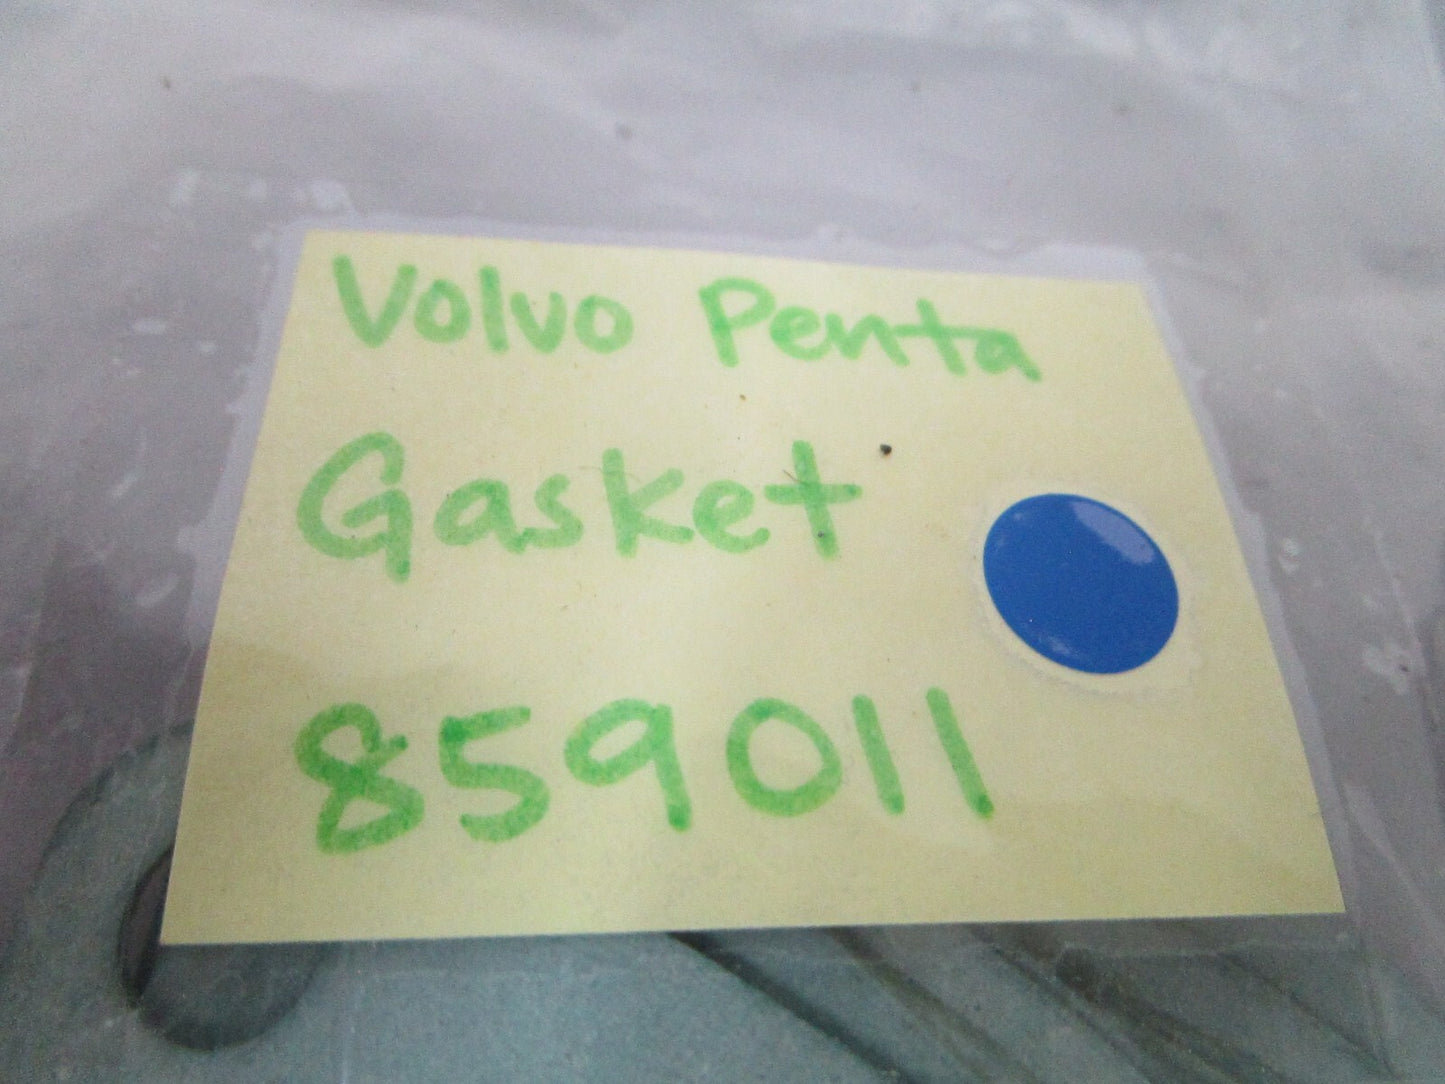 Volvo Penta
Gasket
859011